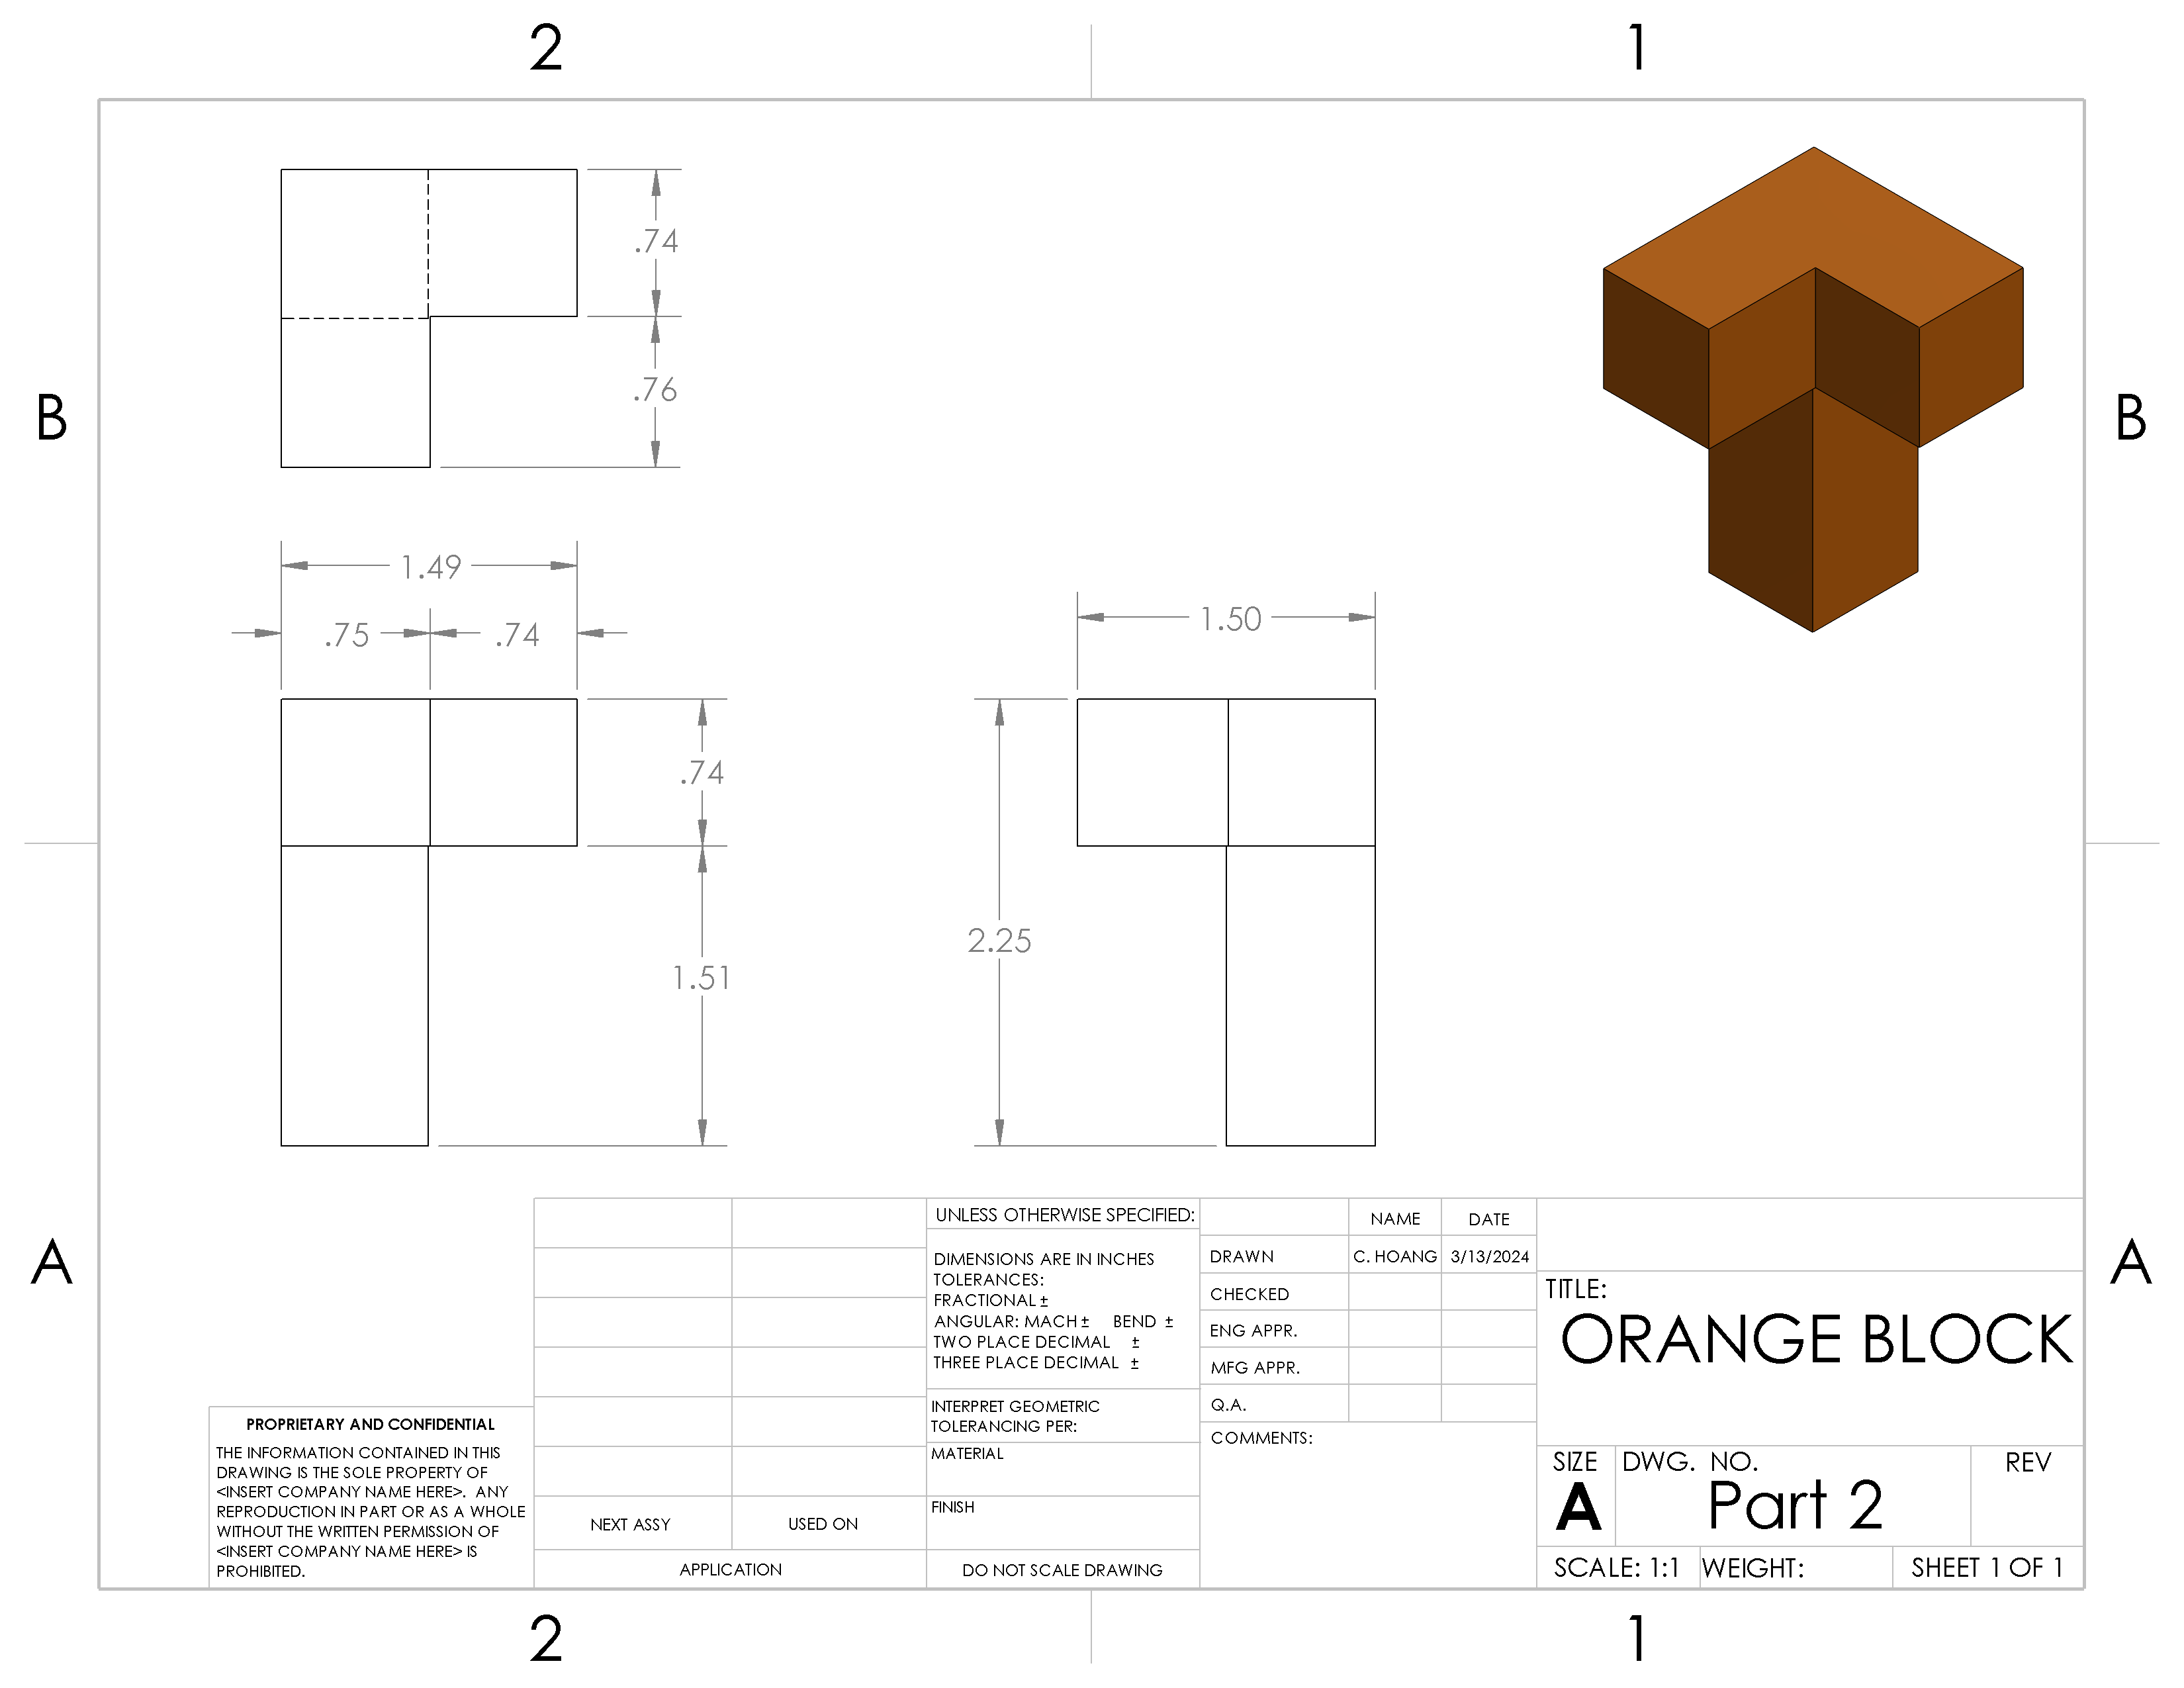 2
1
B
B
.74
.76
1.49
.75
.74
1.50
.74
2.25
1.51
A
A
UNLESS OTHERWISE SPECIFIED:
DIMENSIONS ARE IN INCHES
TOLERANCES:
FRACTIONAL ±
ANGULAR: MACH ± BEND ±
TWO PLACE DECIMAL ±
THREE PLACE DECIMAL ±
INTERPRET GEOMETRIC
TOLERANCING PER:
MATERIAL
FINISH
DO NOT SCALE DRAWING
NAME DATE
DRAWN C. HOANG 3/13/2024
CHECKED
ENG APPR.
MFG APPR.
Q.A.
COMMENTS:
TITLE:
ORANGE BLOCK
SIZE DWG. NO. REV
A Part 2
SCALE: 1:1 WEIGHT: SHEET 1 OF 1
PROPRIETARY AND CONFIDENTIAL
THE INFORMATION CONTAINED IN THIS
DRAWING IS THE SOLE PROPERTY OF
<INSERT COMPANY NAME HERE>. ANY
REPRODUCTION IN PART OR AS A WHOLE
WITHOUT THE WRITTEN PERMISSION OF
<INSERT COMPANY NAME HERE> IS
PROHIBITED.
NEXT ASSY USED ON
APPLICATION
2
1